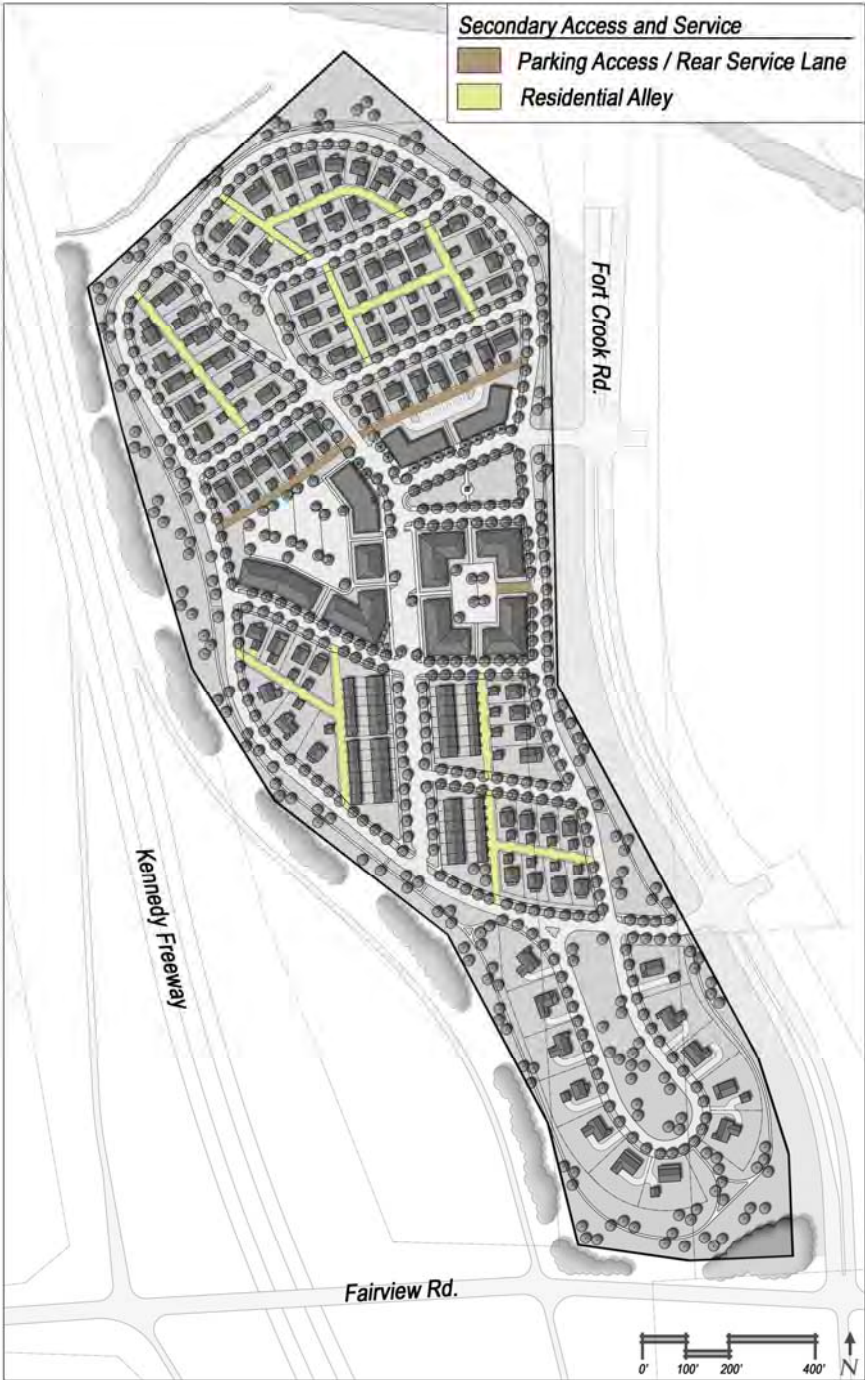 Secondary Access and Service
Parking Access / Rear Service Lane
Residential Alley
Fort Crook Rd.
Kennedy Freeway
Fairview Rd.
0' 100' 200' 400' N